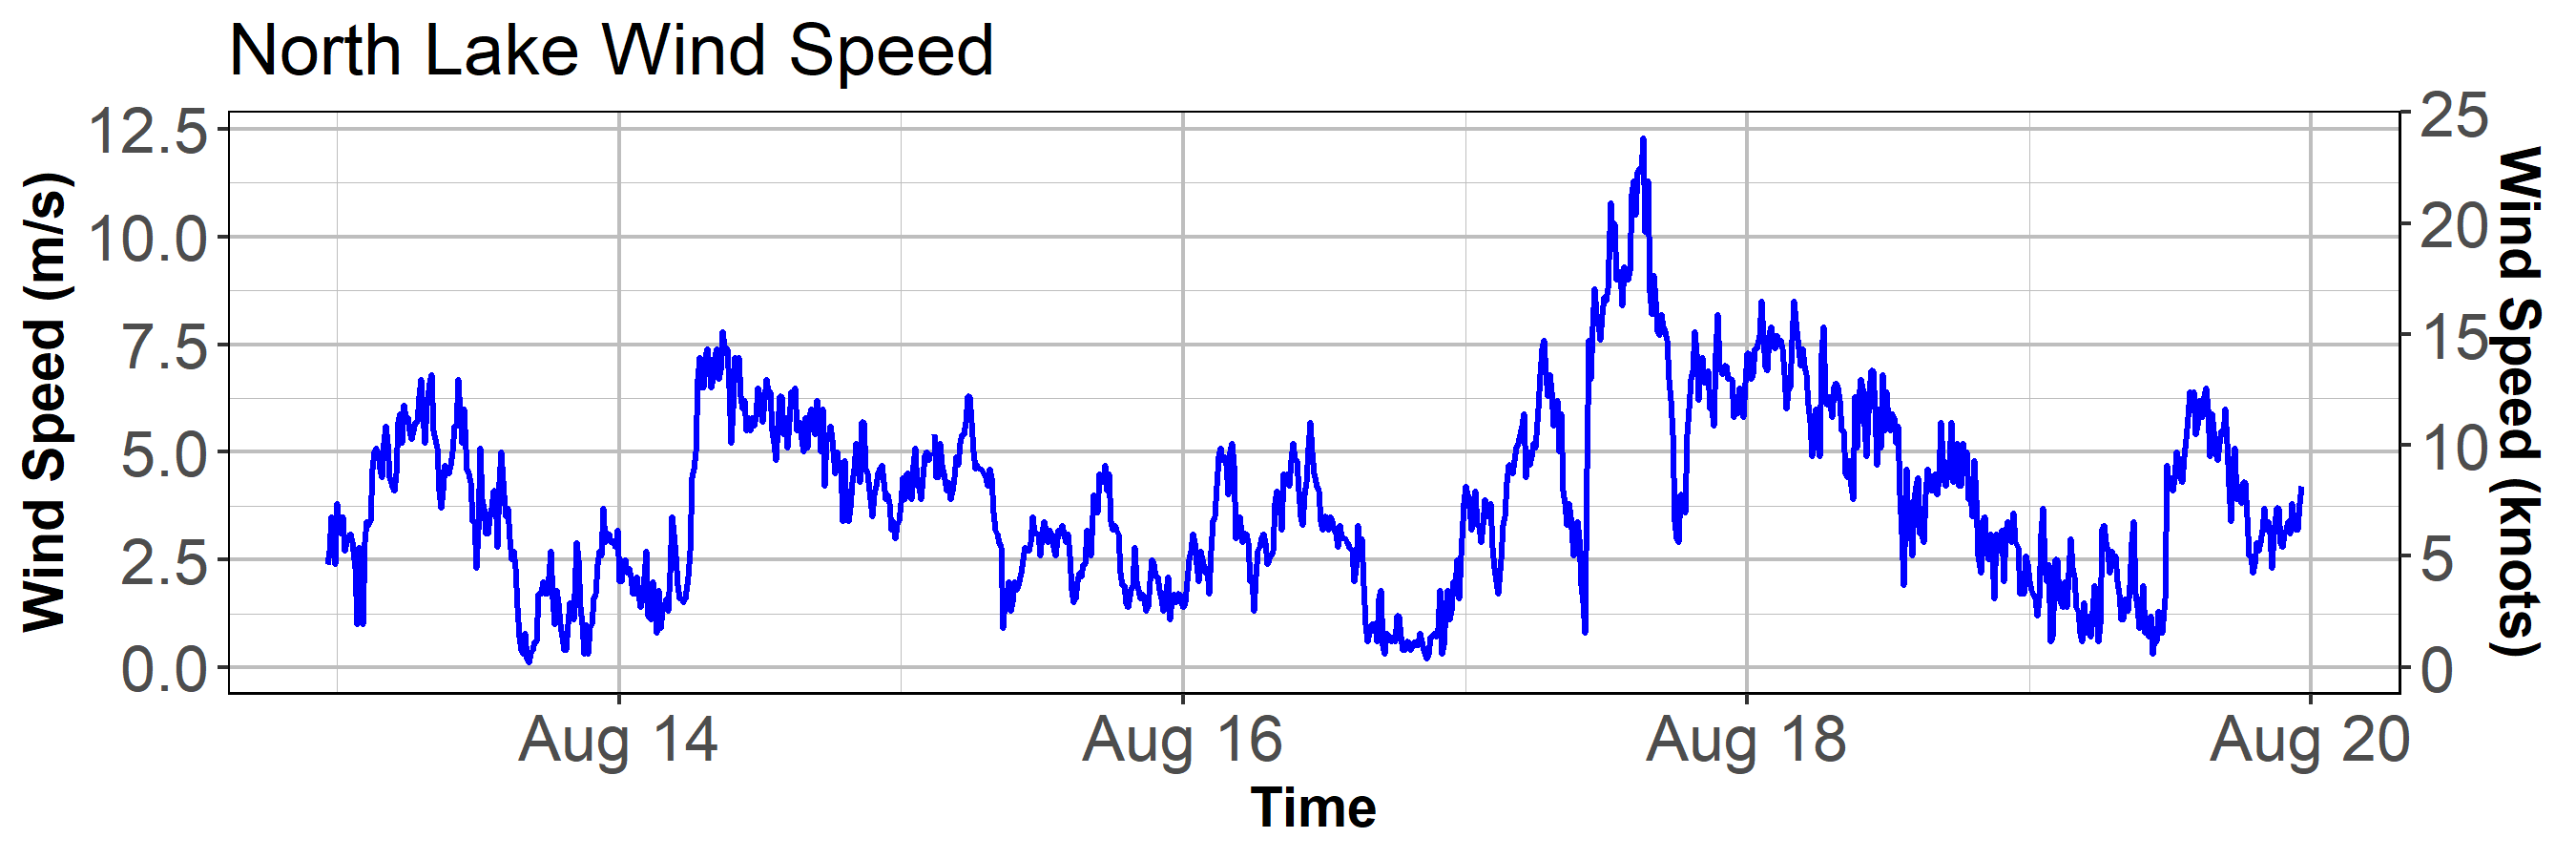 North Lake Wind Speed
Wind Speed (m/s)
12.5
10.0
7.5
5.0
2.5
0.0
25
20
15
10
5
0
Wind Speed (knots)
Aug 14 Aug 16 Aug 18 Aug 20
Time